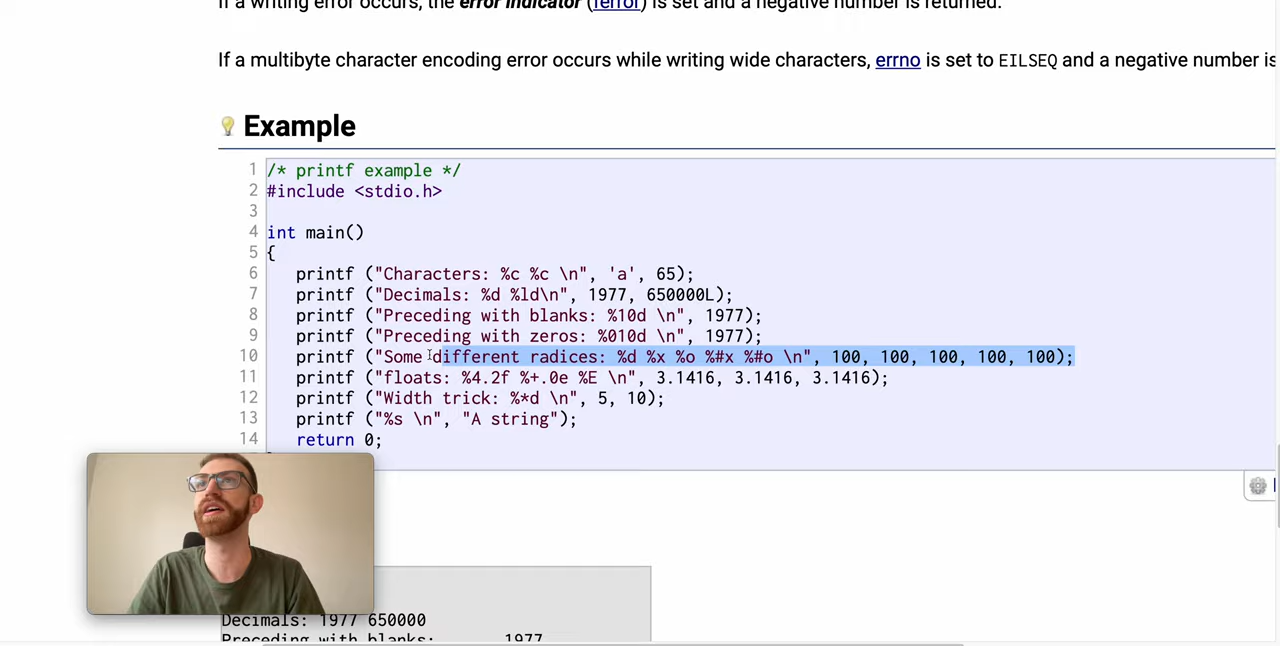 If a writing error occurs, the error indicator (ferror) is set and a negative number is returned.
If a multibyte character encoding error occurs while writing wide characters, errno is set to EILSEQ and a negative number is
Example
1 /* printf example */
2 #include <stdio.h>
3
4 int main()
5 {
6 printf ("Characters: %c %c \n", 'a', 65);
7 printf ("Decimals: %d %ld\n", 1977, 650000L);
8 printf ("Preceding with blanks: %10d \n", 1977);
9 printf ("Preceding with zeros: %010d \n", 1977);
10 printf ("Some different radices: %d %x %o %#x %#o \n", 100, 100, 100, 100, 100);
11 printf ("floats: %4.2f %+.0e %E \n", 3.1416, 3.1416, 3.1416);
12 printf ("Width trick: %*d \n", 5, 10);
13 printf ("%s \n", "A string");
14 return 0;
Decimals: 1977 650000
Preceding with blanks:       1977